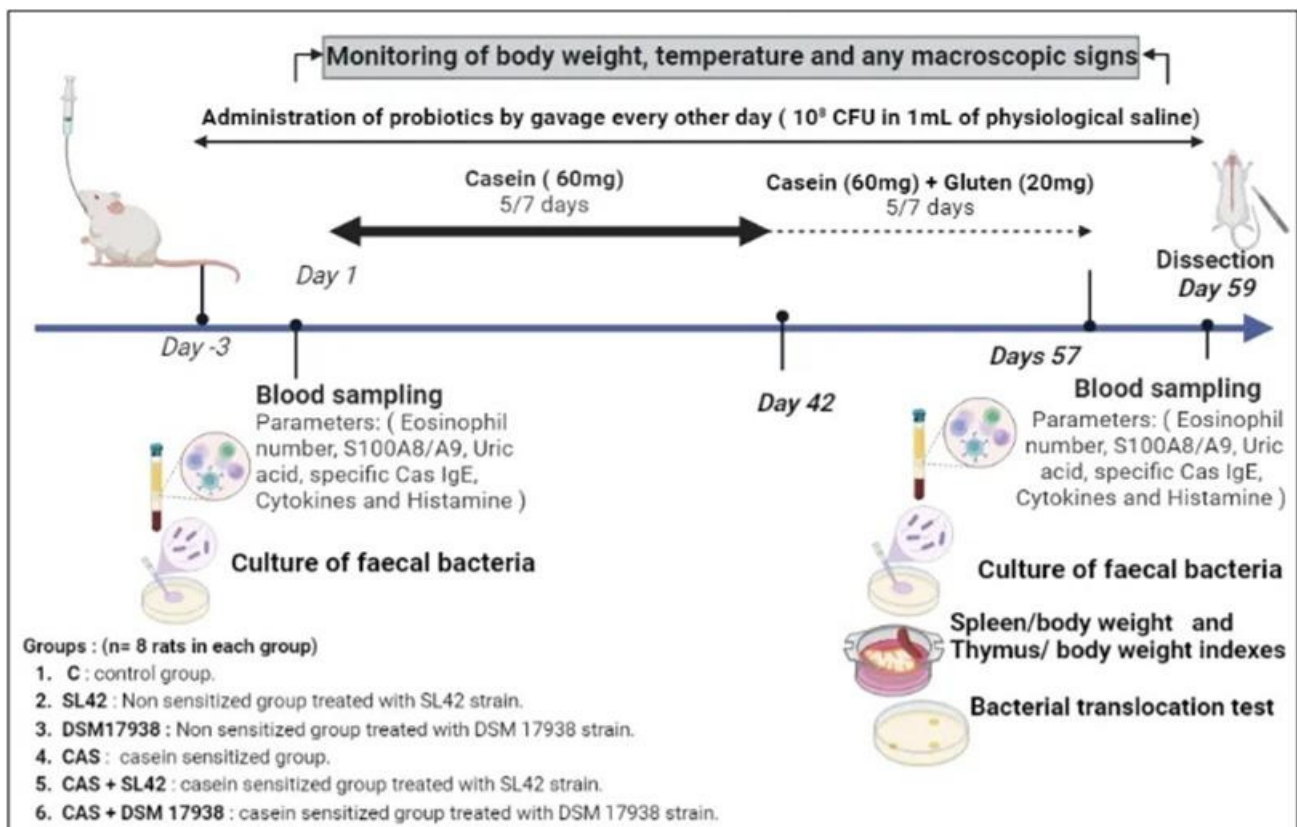 Monitoring of body weight, temperature and any macroscopic signs
Administration of probiotics by gavage every other day ( 10⁸ CFU in 1mL of physiological saline)
Casein ( 60mg)
5/7 days
Casein (60mg) + Gluten (20mg)
5/7 days
Dissection
Day 59
Day 1
Day -3
Days 57
Day 42
Blood sampling
Parameters: ( Eosinophil
number, S100A8/A9, Uric
acid, specific Cas IgE,
Cytokines and Histamine )
Culture of faecal bacteria
Blood sampling
Parameters: ( Eosinophil
number, S100A8/A9, Uric
acid, specific Cas IgE,
Cytokines and Histamine )
Culture of faecal bacteria
Spleen/body weight and
Thymus/ body weight indexes
Bacterial translocation test
Groups : (n= 8 rats in each group)
1. C : control group.
2. SL42 : Non sensitized group treated with SL42 strain.
3. DSM17938 : Non sensitized group treated with DSM 17938 strain.
4. CAS : casein sensitized group.
5. CAS + SL42 : casein sensitized group treated with SL42 strain.
6. CAS + DSM 17938 : casein sensitized group treated with DSM 17938 strain.